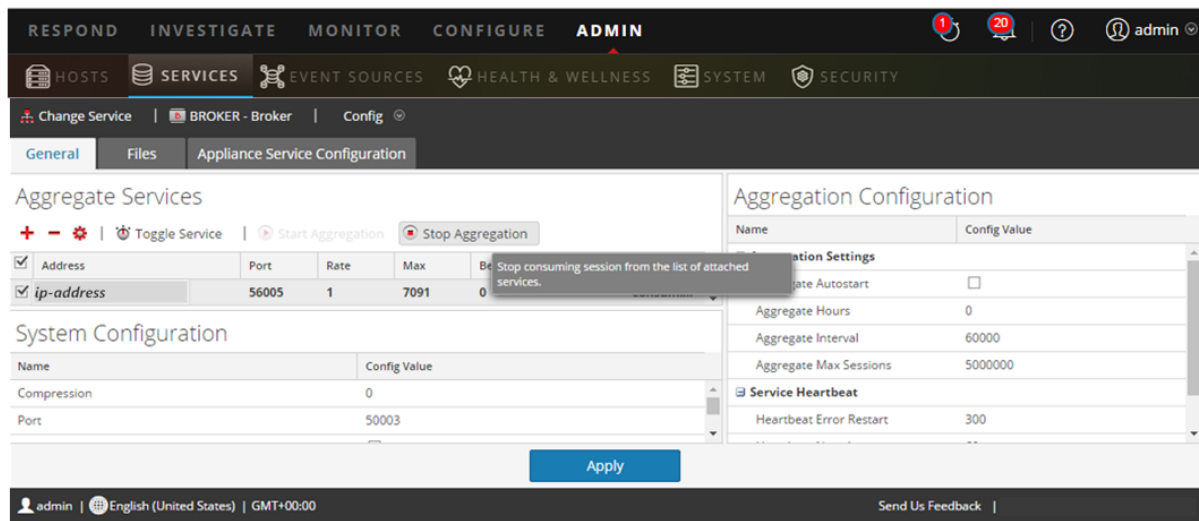 RESPOND INVESTIGATE MONITOR CONFIGURE ADMIN 1 20 ? admin
HOSTS SERVICES EVENT SOURCES HEALTH & WELLNESS SYSTEM SECURITY
Change Service | BROKER - Broker | Config
General Files Appliance Service Configuration
Aggregate Services
Toggle Service | Start Aggregation Stop Aggregation
Address Port Rate Max Be
Stop consuming session from the list of attached
services.
ip-address 56005 1 7091 0
System Configuration
Name Config Value
Compression 0
Port 50003
Aggregation Configuration
Name Config Value
ation Settings
Autostart
Aggregate Hours 0
Aggregate Interval 60000
Aggregate Max Sessions 5000000
Service Heartbeat
Heartbeat Error Restart 300
Apply
admin | English (United States) | GMT+00:00 Send Us Feedback |